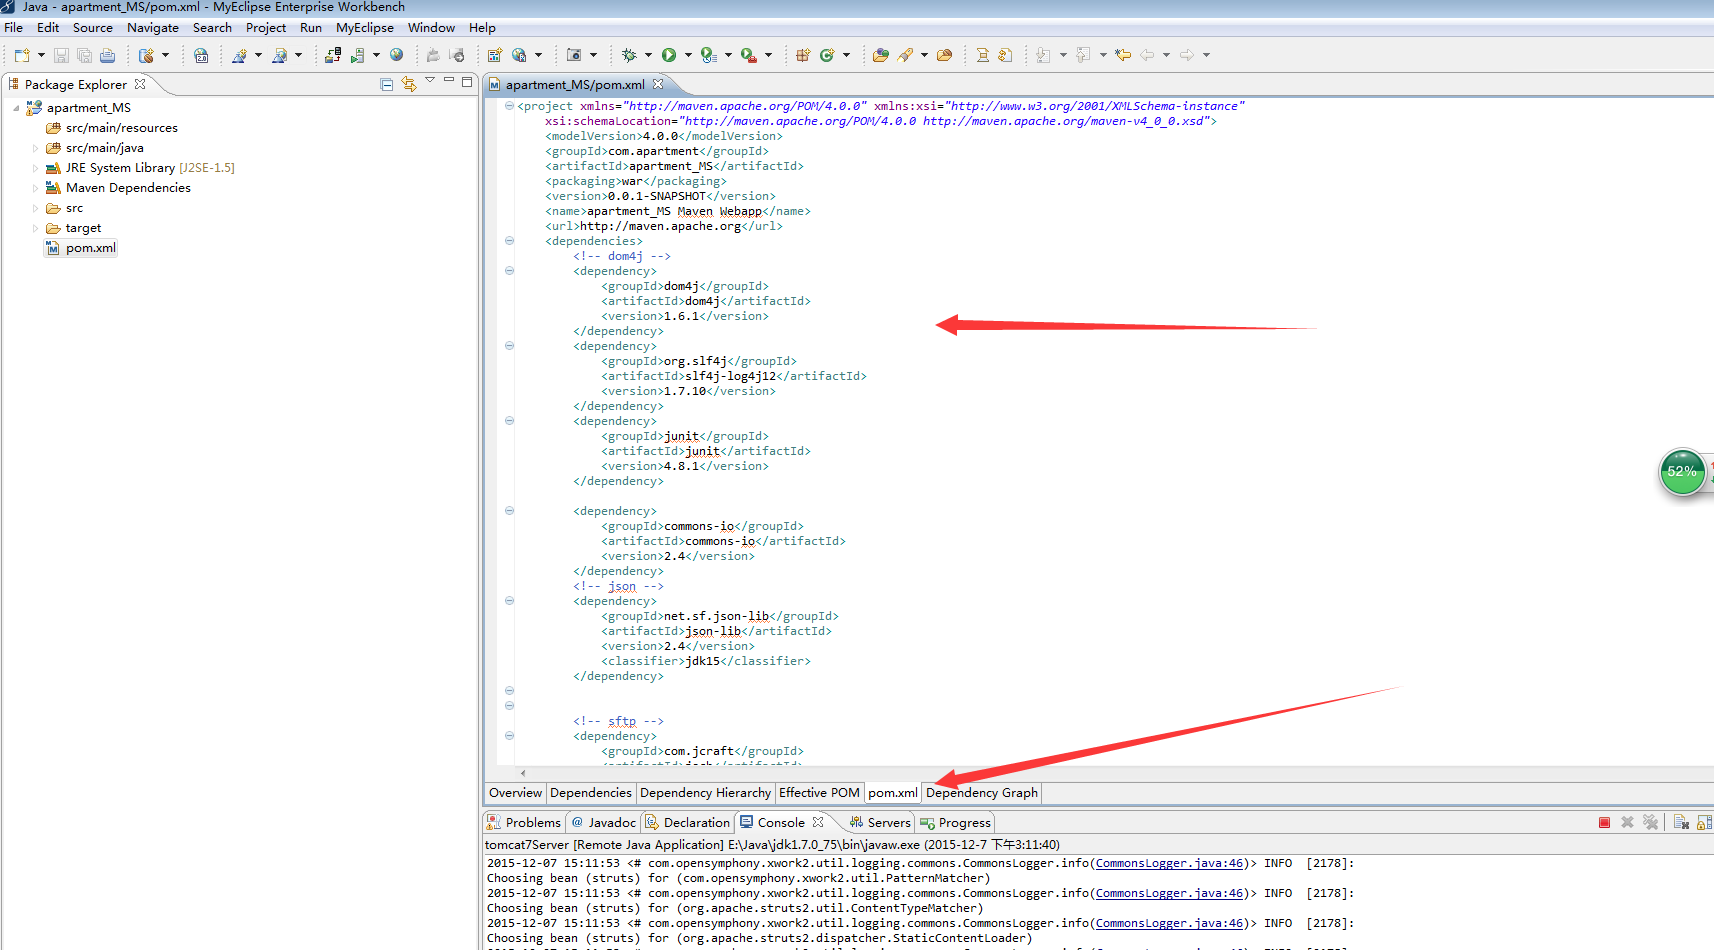 Java - apartment_MS/pom.xml - MyEclipse Enterprise Workbench
File Edit Source Navigate Search Project Run MyEclipse Window Help
Package Explorer
apartment_MS
src/main/resources
src/main/java
JRE System Library [J2SE-1.5]
Maven Dependencies
src
target
pom.xml
apartment_MS/pom.xml
<project xmlns="http://maven.apache.org/POM/4.0.0" xmlns:xsi="http://www.w3.org/2001/XMLSchema-instance"
xsi:schemaLocation="http://maven.apache.org/POM/4.0.0 http://maven.apache.org/maven-v4_0_0.xsd">
<modelVersion>4.0.0</modelVersion>
<groupId>com.apartment</groupId>
<artifactId>apartment_MS</artifactId>
<packaging>war</packaging>
<version>0.0.1-SNAPSHOT</version>
<name>apartment_MS Maven Webapp</name>
<url>http://maven.apache.org</url>
<dependencies>
<!-- dom4j -->
<dependency>
<groupId>dom4j</groupId>
<artifactId>dom4j</artifactId>
<version>1.6.1</version>
</dependency>
<dependency>
<groupId>org.slf4j</groupId>
<artifactId>slf4j-log4j12</artifactId>
<version>1.7.10</version>
</dependency>
<dependency>
<groupId>junit</groupId>
<artifactId>junit</artifactId>
<version>4.8.1</version>
</dependency>
<dependency>
<groupId>commons-io</groupId>
<artifactId>commons-io</artifactId>
<version>2.4</version>
</dependency>
<!-- json -->
<dependency>
<groupId>net.sf.json-lib</groupId>
<artifactId>json-lib</artifactId>
<version>2.4</version>
<classifier>jdk15</classifier>
</dependency>
<!-- sftp -->
<dependency>
<groupId>com.jcraft</groupId>
52%
Overview Dependencies Dependency Hierarchy Effective POM pom.xml Dependency Graph
Problems @ Javadoc Declaration Console Servers Progress
tomcat7Server [Remote Java Application] E:\Java\jdk1.7.0_75\bin\javaw.exe (2015-12-7 下午3:11:40)
2015-12-07 15:11:53 <# com.opensymphony.xwork2.util.logging.commons.CommonsLogger.info(CommonsLogger.java:46)> INFO [2178]:
Choosing bean (struts) for (com.opensymphony.xwork2.util.PatternMatcher)
2015-12-07 15:11:53 <# com.opensymphony.xwork2.util.logging.commons.CommonsLogger.info(CommonsLogger.java:46)> INFO [2178]:
Choosing bean (struts) for (org.apache.struts2.util.ContentTypeMatcher)
2015-12-07 15:11:53 <# com.opensymphony.xwork2.util.logging.commons.CommonsLogger.info(CommonsLogger.java:46)> INFO [2178]:
Choosing bean (struts) for (org.apache.struts2.dispatcher.StaticContentLoader)